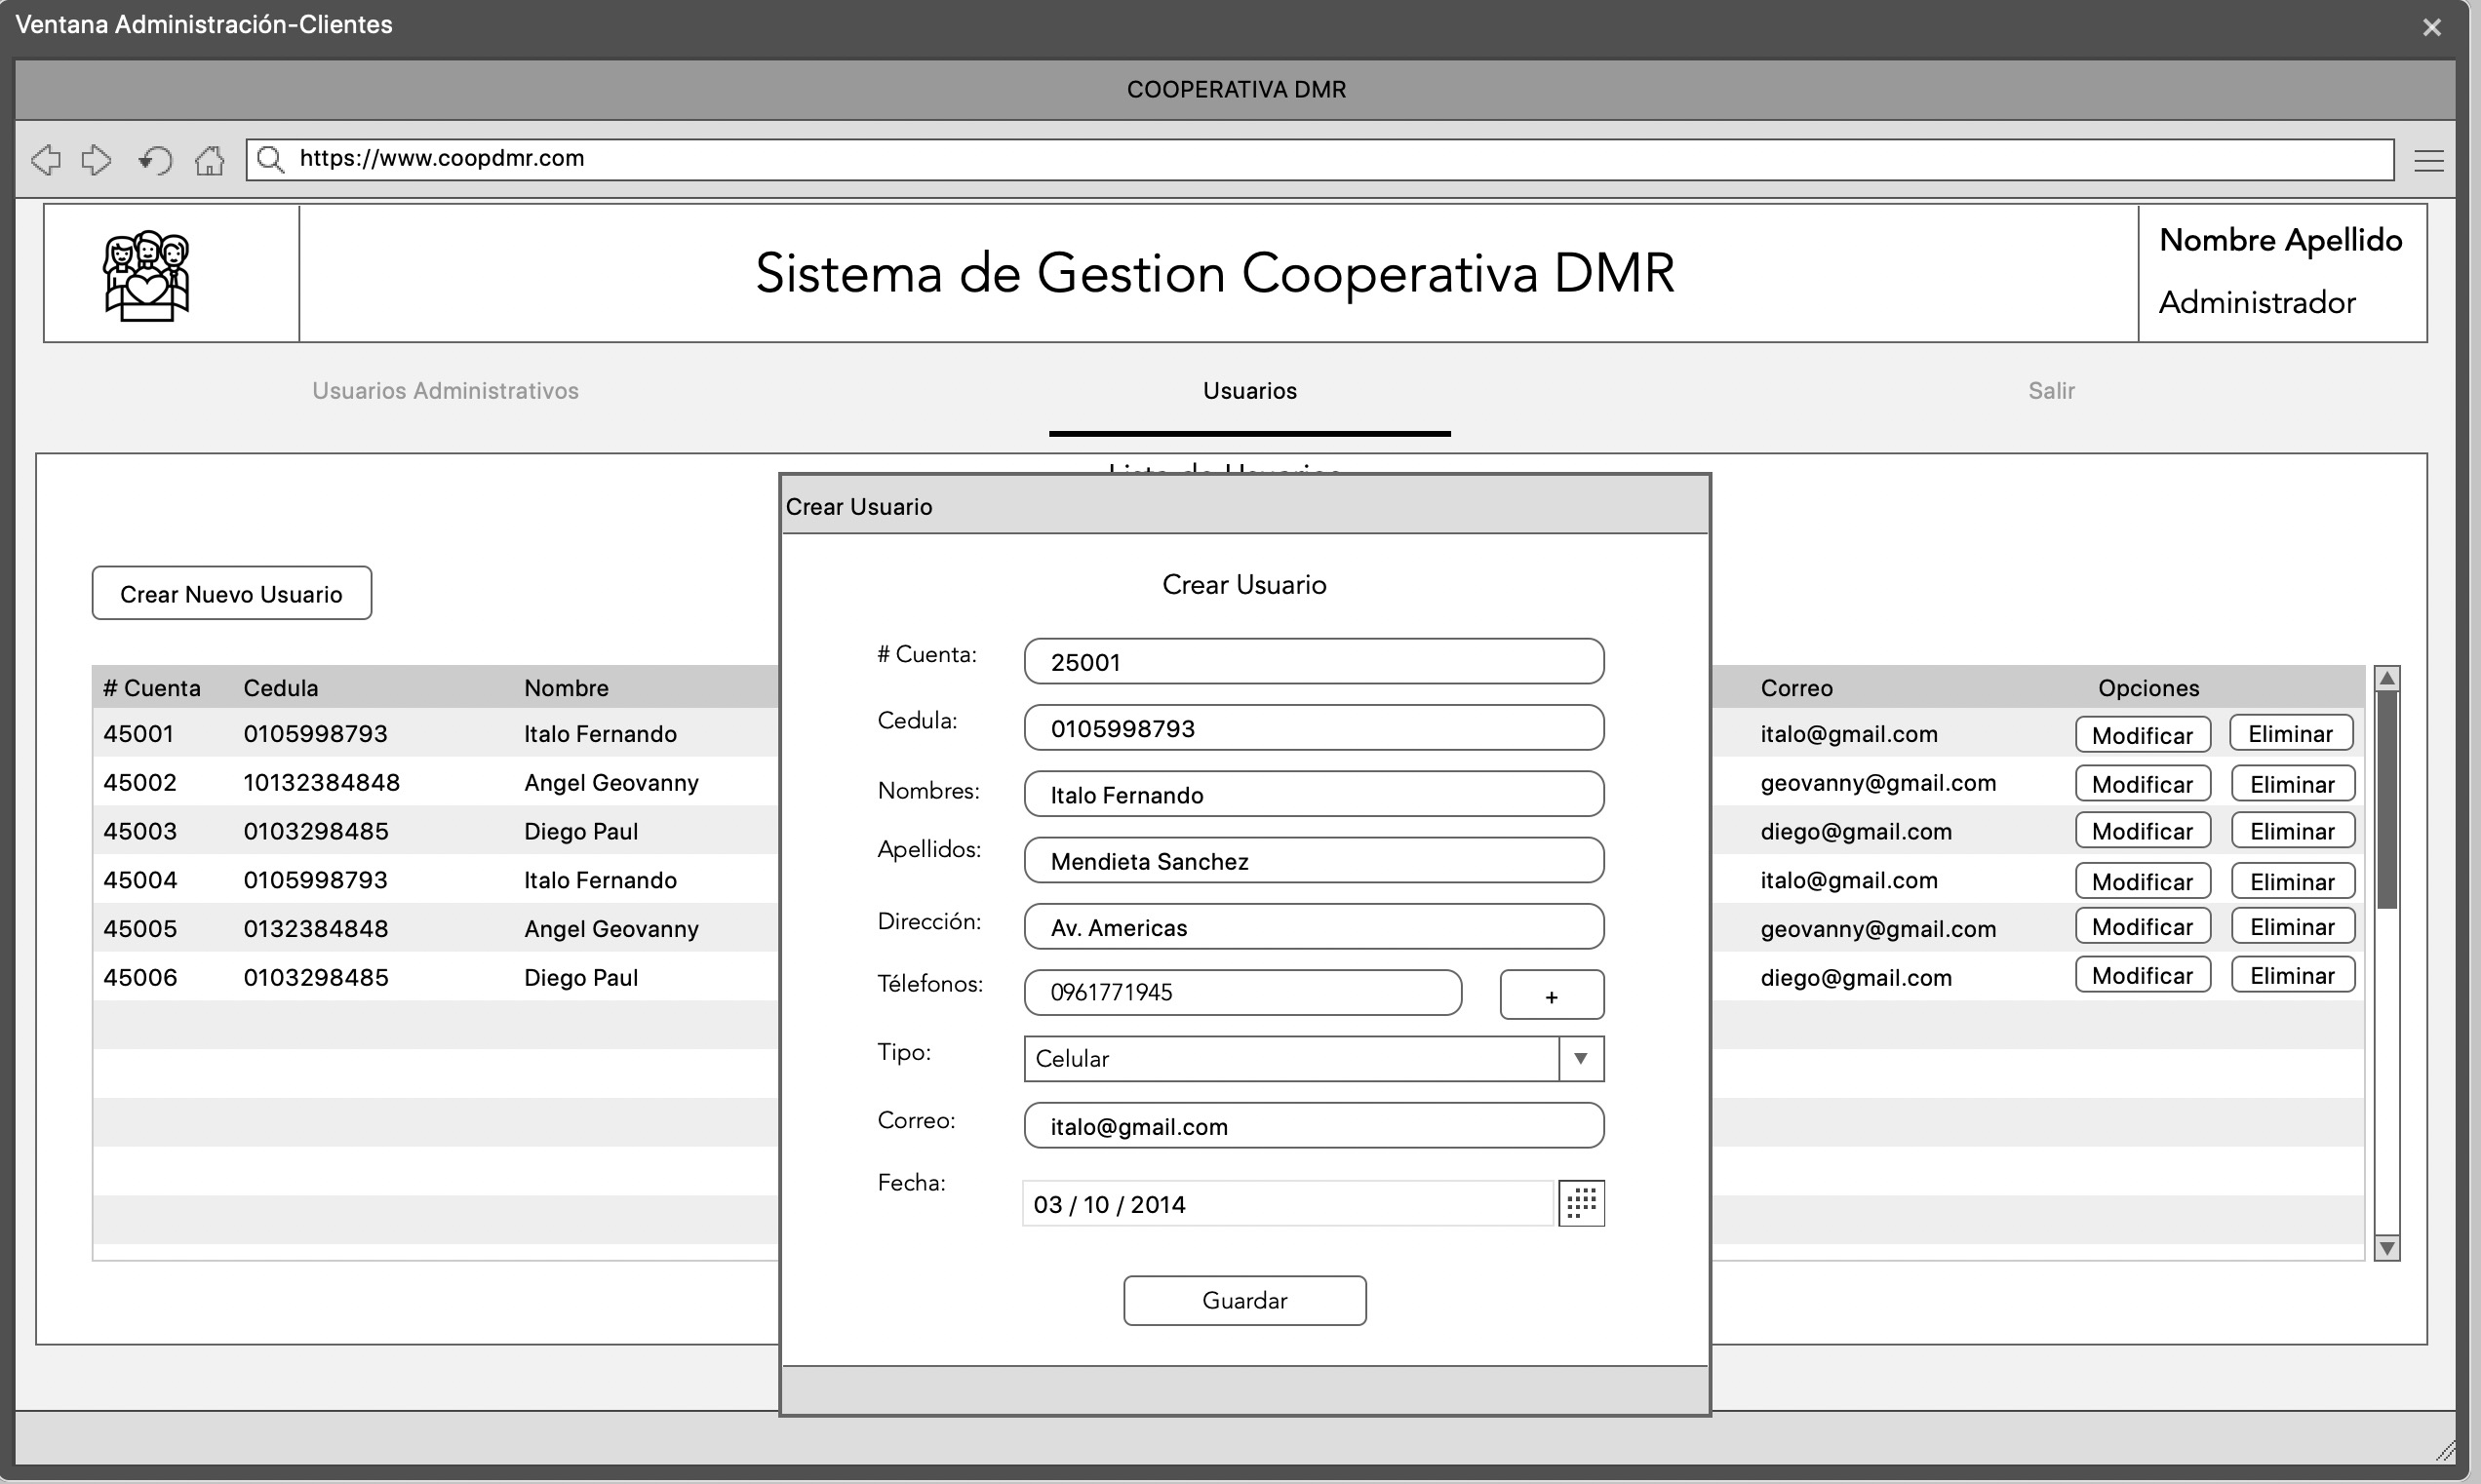 Ventana Administración-Clientes
COOPERATIVA DMR
https://www.coopdmr.com
Sistema de Gestion Cooperativa DMR
Nombre Apellido
Administrador
Usuarios Administrativos
Usuarios
Salir
Lista de Usuarios
Crear Nuevo Usuario
# Cuenta Cedula Nombre Correo Opciones
45001 0105998793 Italo Fernando italo@gmail.com Modificar Eliminar
45002 10132384848 Angel Geovanny geovanny@gmail.com Modificar Eliminar
45003 0103298485 Diego Paul diego@gmail.com Modificar Eliminar
45004 0105998793 Italo Fernando italo@gmail.com Modificar Eliminar
45005 0132384848 Angel Geovanny geovanny@gmail.com Modificar Eliminar
45006 0103298485 Diego Paul diego@gmail.com Modificar Eliminar
Crear Usuario
Crear Usuario
# Cuenta: 25001
Cedula: 0105998793
Nombres: Italo Fernando
Apellidos: Mendieta Sanchez
Dirección: Av. Americas
Télefonos: 0961771945 +
Tipo: Celular
Correo: italo@gmail.com
Fecha: 03 / 10 / 2014
Guardar